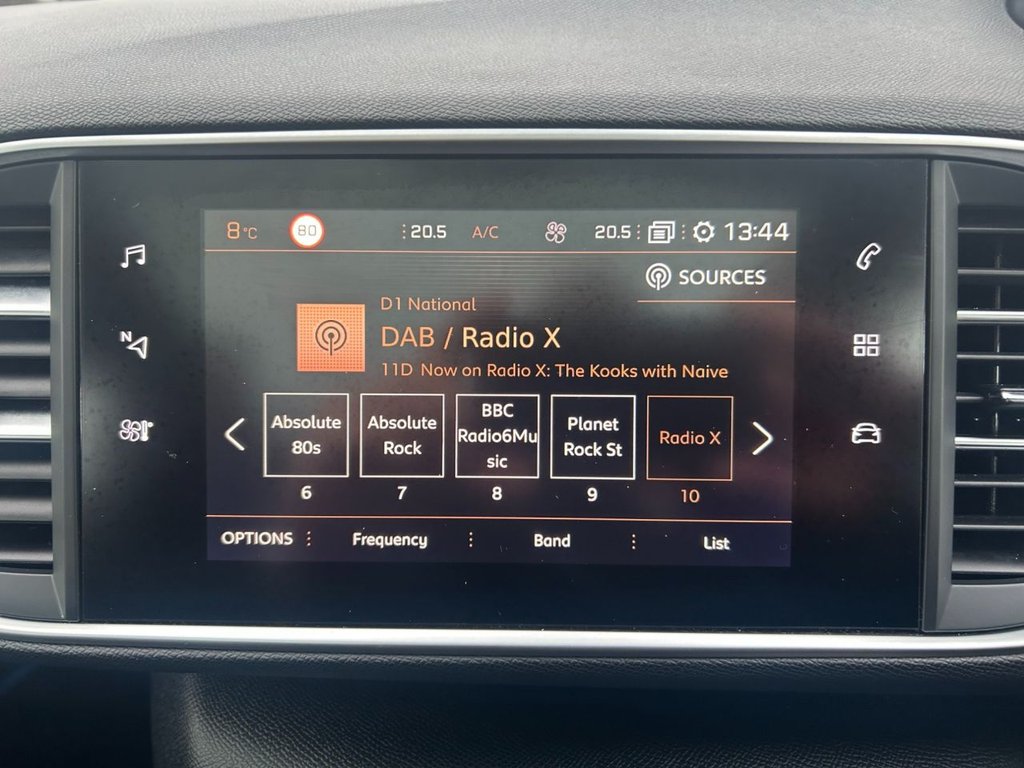 8°C 80 20.5 A/C 20.5 13:44
SOURCES
D1 National
DAB / Radio X
11D Now on Radio X: The Kooks with Naive
Absolute
80s
6
Absolute
Rock
7
BBC
Radio6Mu
sic
8
Planet
Rock St
9
Radio X
10
OPTIONS Frequency Band List
N